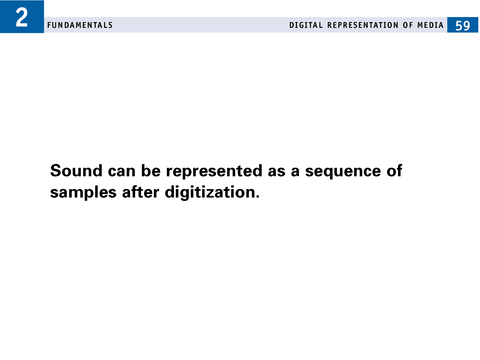 2
FUNDAMENTALS
DIGITAL REPRESENTATION OF MEDIA
59
Sound can be represented as a sequence of
samples after digitization.